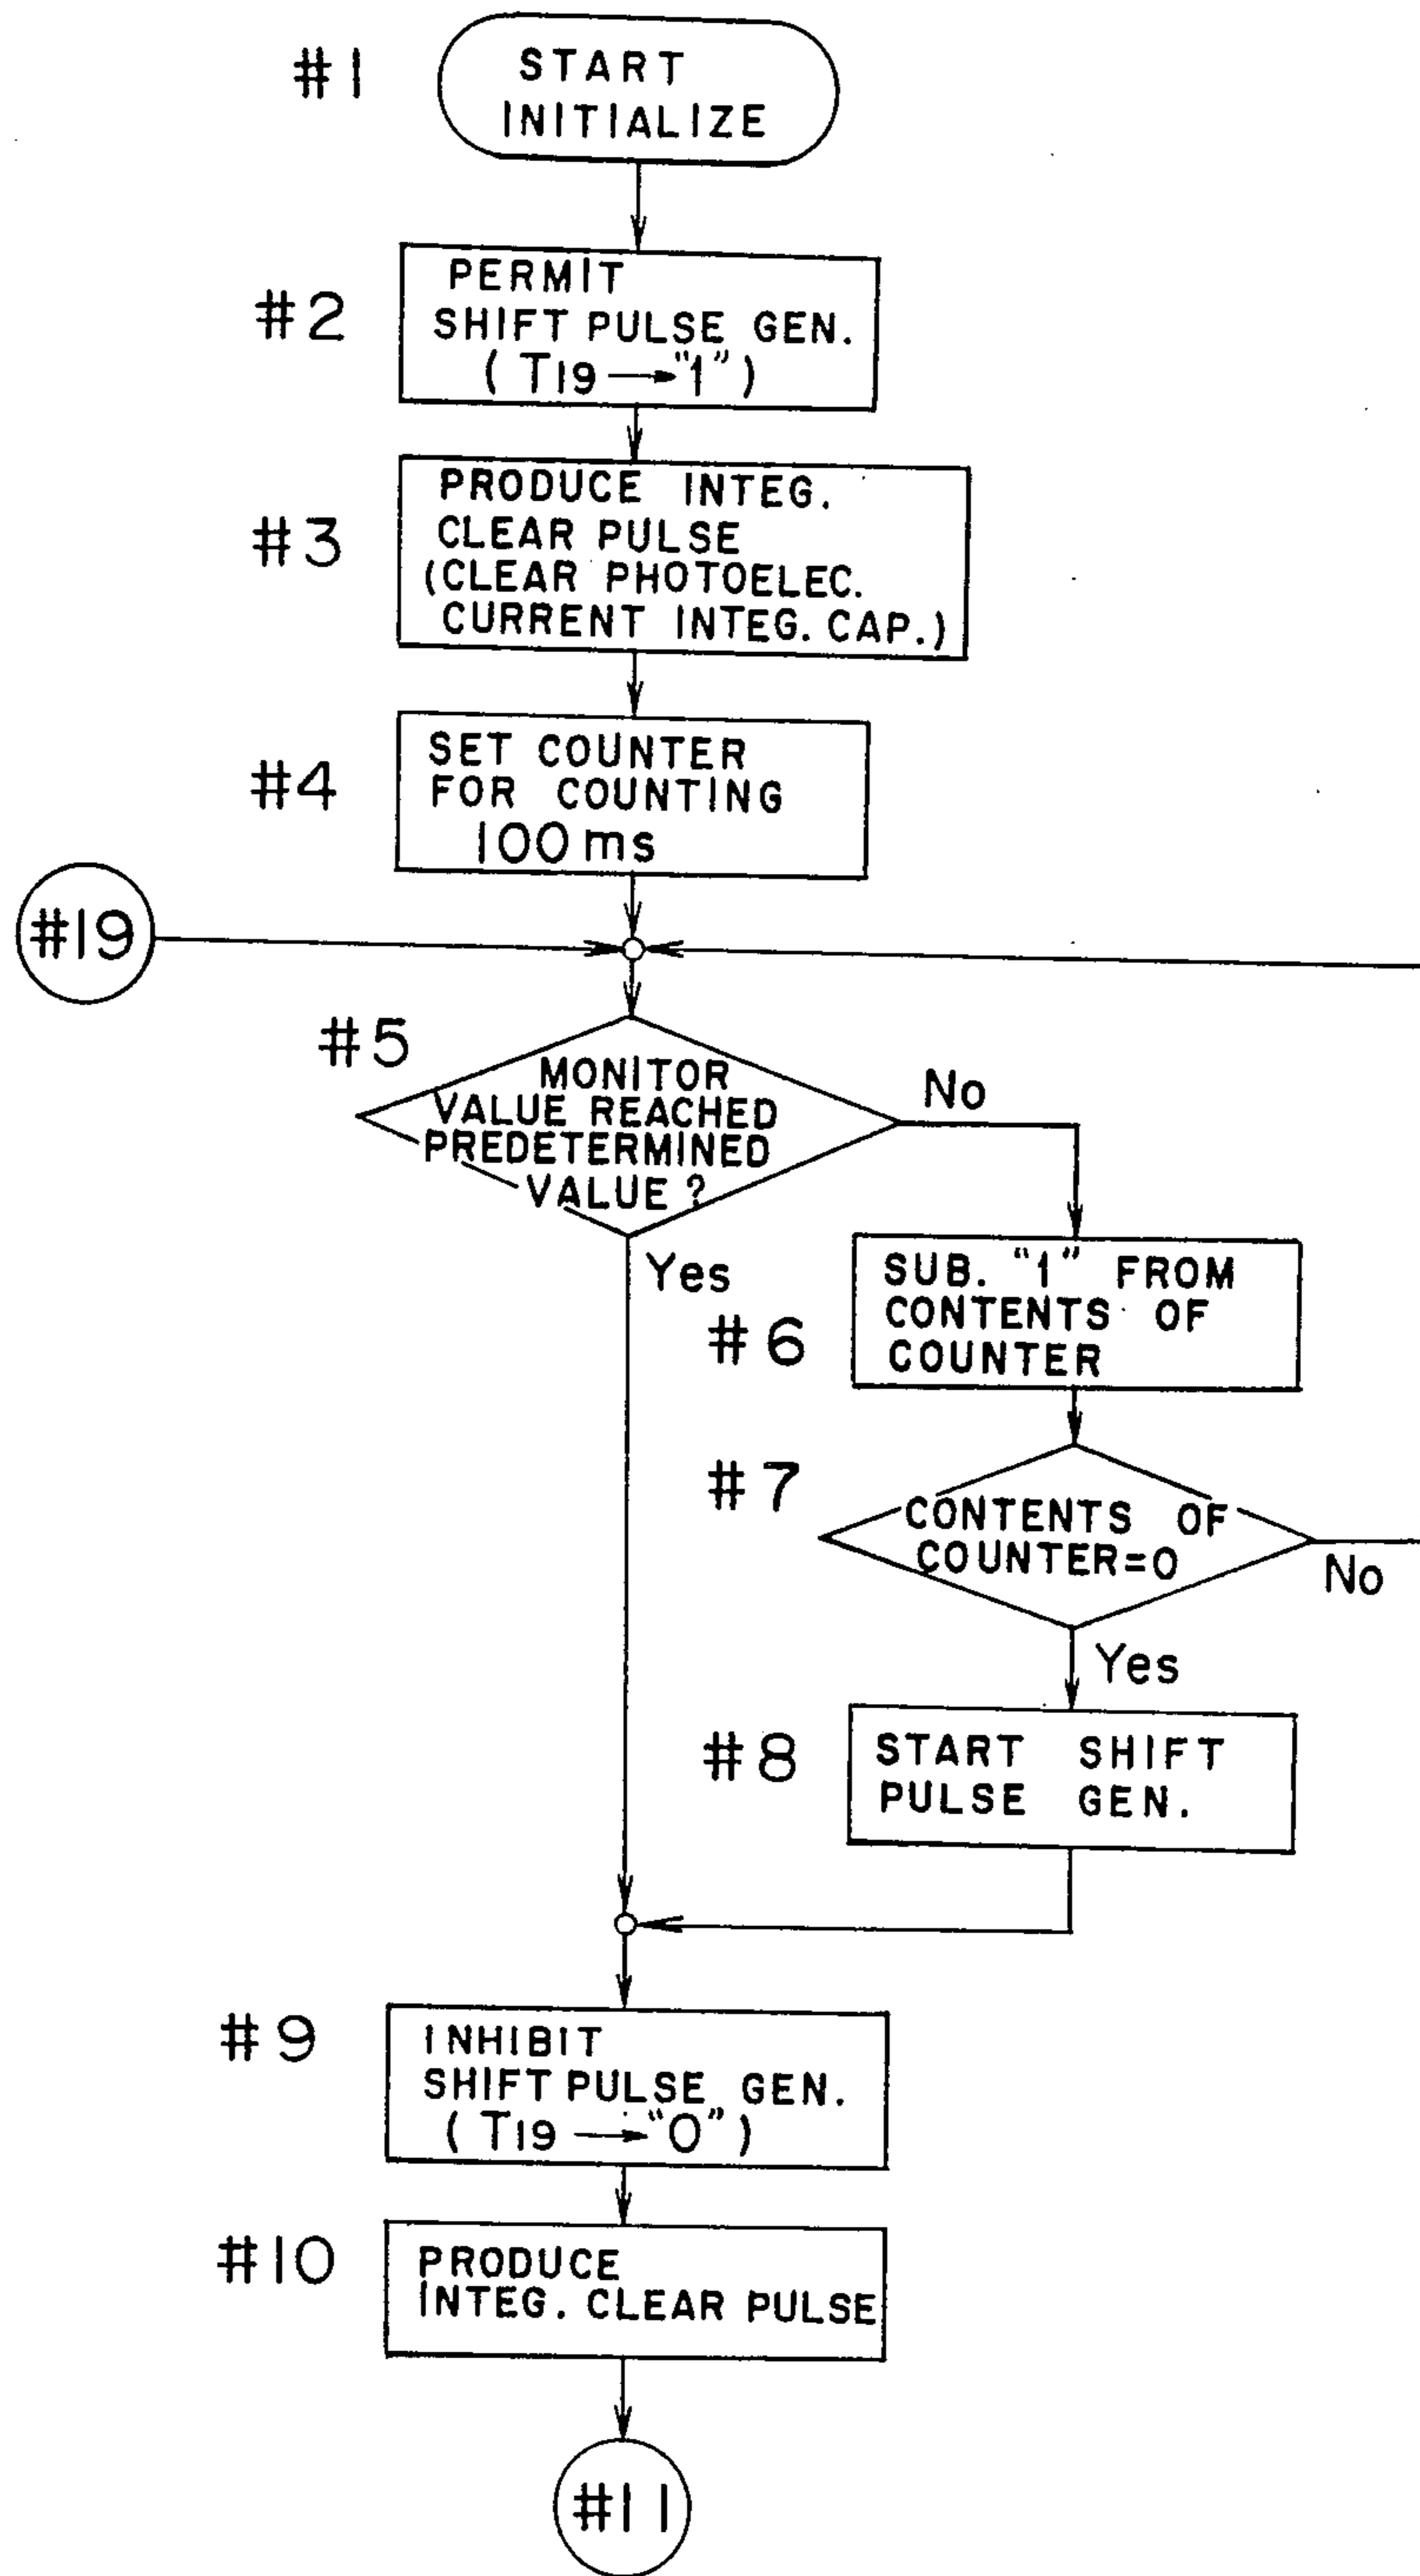 #1
START
INITIALIZE
#2
PERMIT
SHIFT PULSE GEN.
( T19 → "1" )
#3
PRODUCE INTEG.
CLEAR PULSE
(CLEAR PHOTOELEC.
CURRENT INTEG. CAP.)
#4
SET COUNTER
FOR COUNTING
100ms
#19
#5
MONITOR
VALUE REACHED
PREDETERMINED
VALUE ?
No
Yes
#6
SUB. "1" FROM
CONTENTS OF
COUNTER
#7
CONTENTS OF
COUNTER=0
No
Yes
#8
START SHIFT
PULSE GEN.
#9
INHIBIT
SHIFT PULSE GEN.
( T19 → "0" )
#10
PRODUCE
INTEG. CLEAR PULSE
#11